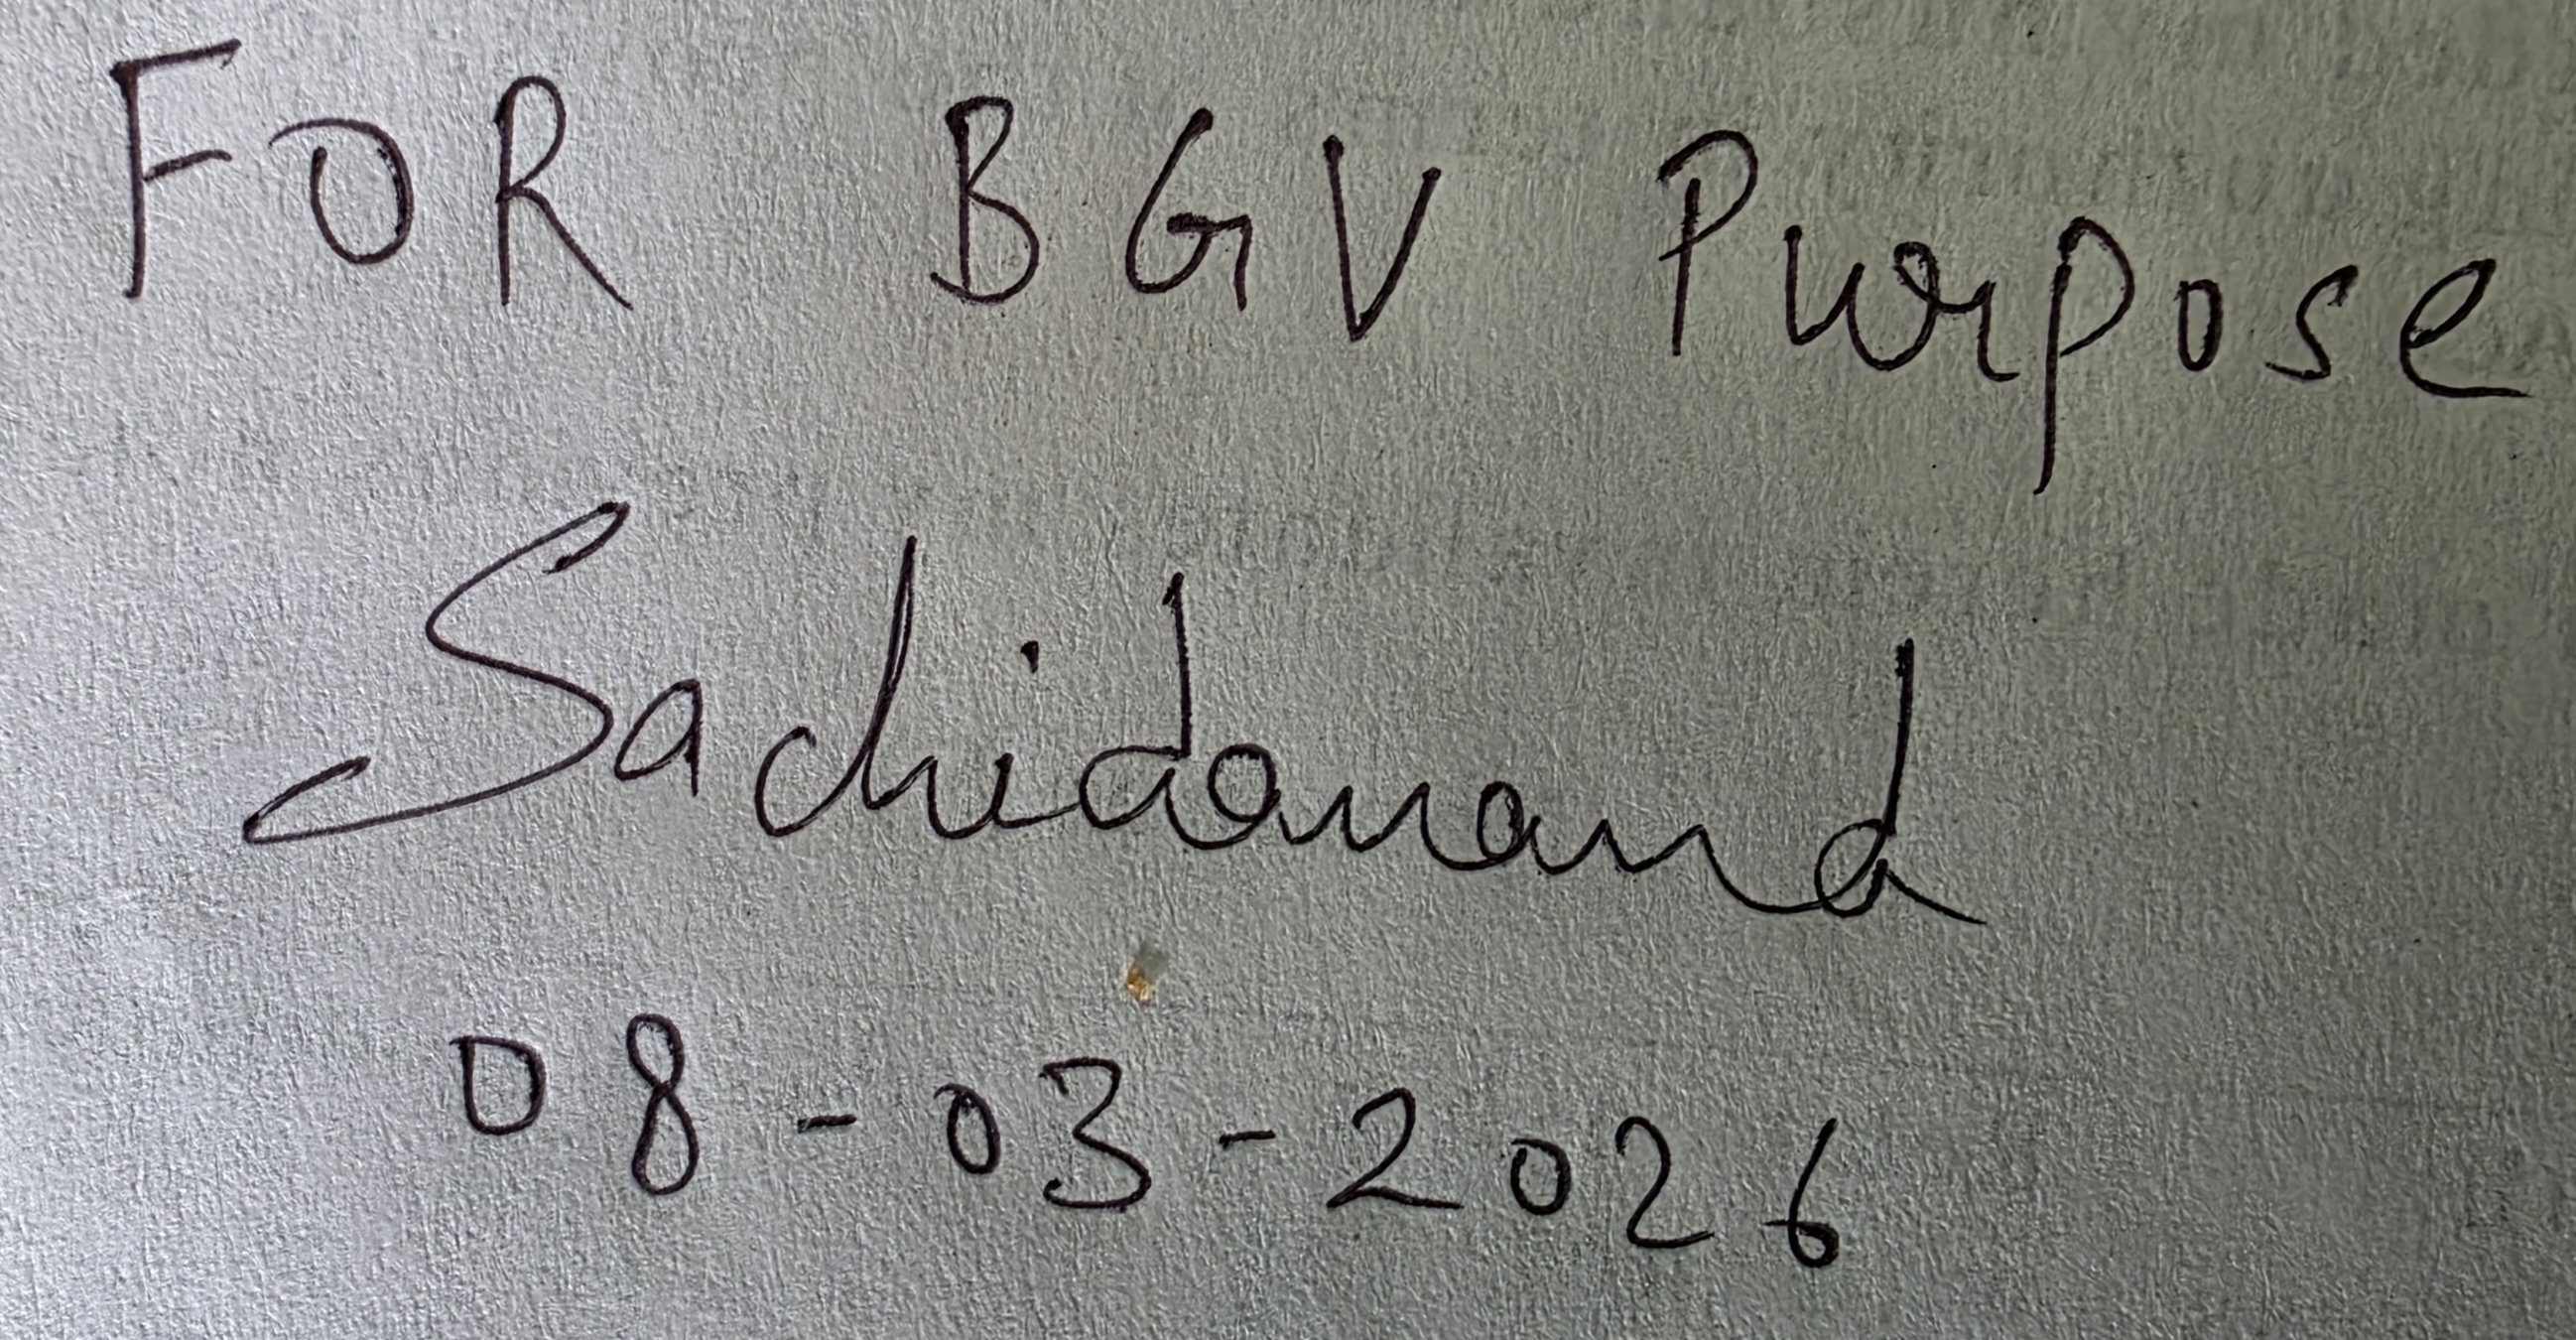 FOR BGV Purpose
Sachidanand
08-03-2026